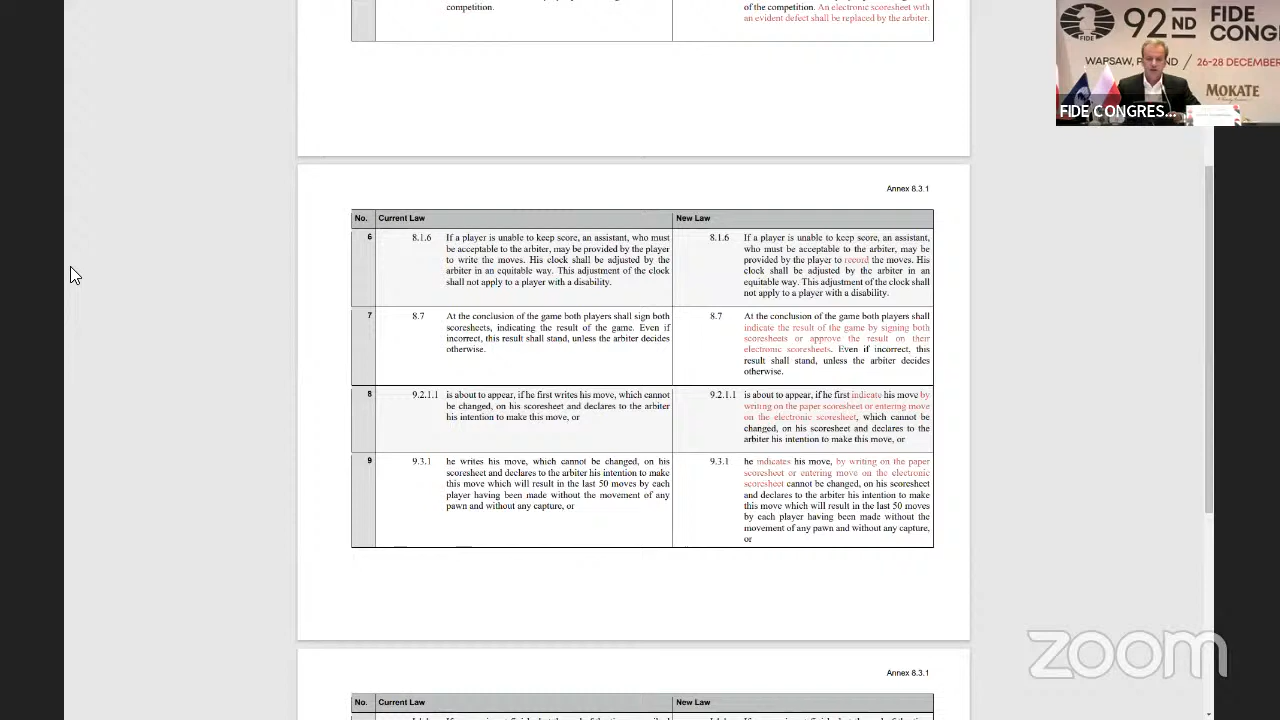 competition.
of the competition. An electronic scoresheet with
an evident defect shall be replaced by the arbiter.
92ND FIDE
CONG
FIDE
WAPSAW, / 26-28 DECEMBER
MOKATE
FIDE CONGRES...
Annex 8.3.1
No. Current Law New Law
6 8.1.6 If a player is unable to keep score, an assistant, who must
be acceptable to the arbiter, may be provided by the player
to write the moves. His clock shall be adjusted by the
arbiter in an equitable way. This adjustment of the clock
shall not apply to a player with a disability.
8.1.6 If a player is unable to keep score, an assistant,
who must be acceptable to the arbiter, may be
provided by the player to record the moves. His
clock shall be adjusted by the arbiter in an
equitable way. This adjustment of the clock shall
not apply to a player with a disability.
7 8.7 At the conclusion of the game both players shall sign both
scoresheets, indicating the result of the game. Even if
incorrect, this result shall stand, unless the arbiter decides
otherwise.
8.7 At the conclusion of the game both players shall
indicate the result of the game by signing both
scoresheets or approve the result on their
electronic scoresheets. Even if incorrect, this
result shall stand, unless the arbiter decides
otherwise.
8 9.2.1.1 is about to appear, if he first writes his move, which cannot
be changed, on his scoresheet and declares to the arbiter
his intention to make this move, or
9.2.1.1 is about to appear, if he first indicate his move by
writing on the paper scoresheet or entering move
on the electronic scoresheet, which cannot be
changed, on his scoresheet and declares to the
arbiter his intention to make this move, or
9 9.3.1 he writes his move, which cannot be changed, on his
scoresheet and declares to the arbiter his intention to make
this move which will result in the last 50 moves by each
player having been made without the movement of any
pawn and without any capture, or
9.3.1 he indicates his move, by writing on the paper
scoresheet or entering move on the electronic
scoresheet cannot be changed, on his scoresheet
and declares to the arbiter his intention to make
this move which will result in the last 50 moves
by each player having been made without the
movement of any pawn and without any capture,
or
zoom
Annex 8.3.1
No. Current Law New Law